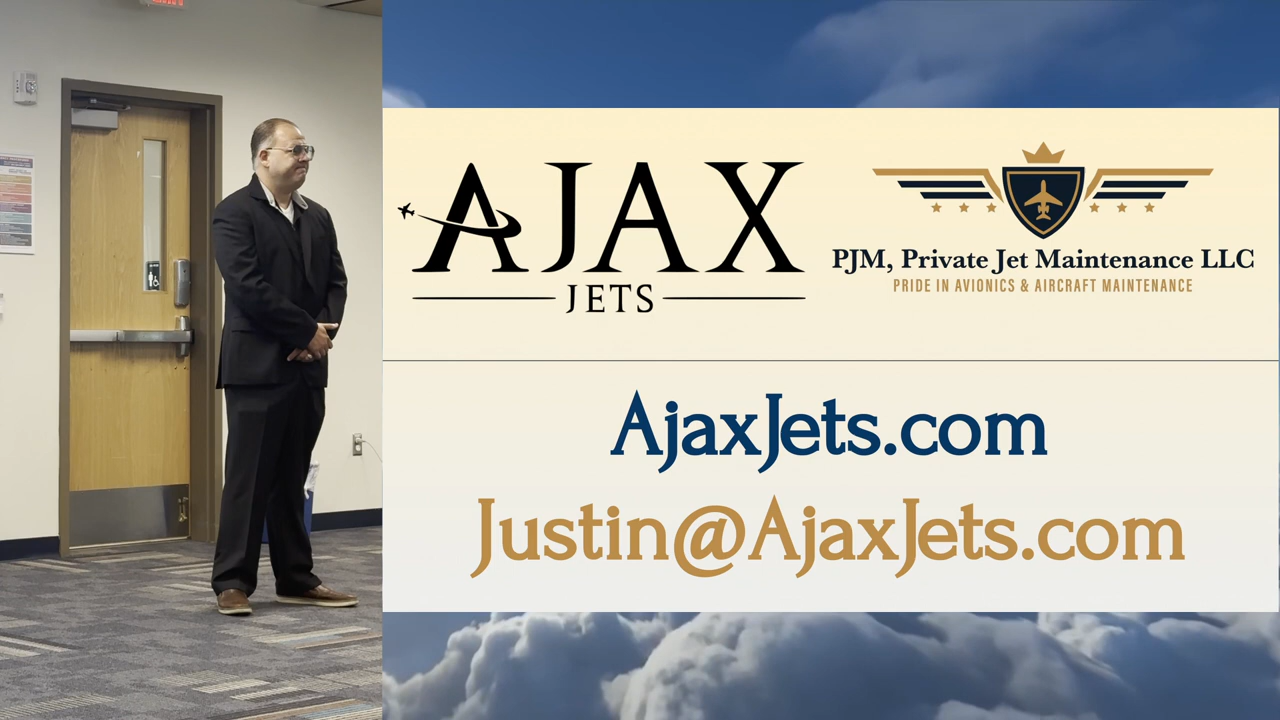 AJAX
JETS
PJM, Private Jet Maintenance LLC
PRIDE IN AVIONICS & AIRCRAFT MAINTENANCE
AjaxJets.com
Justin@AjaxJets.com